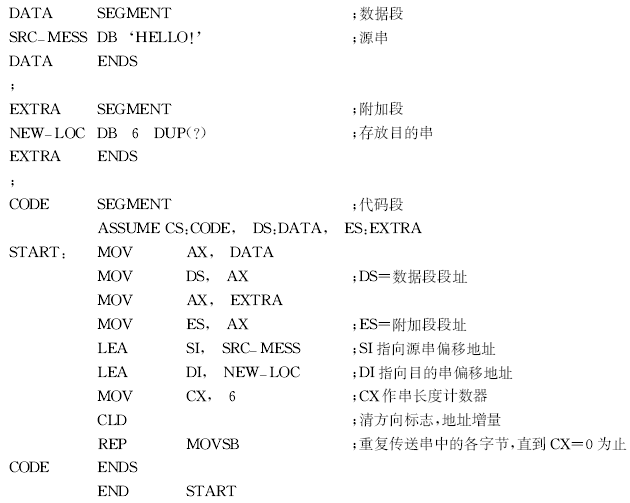 DATA SEGMENT ;数据段
SRC_MESS DB ‘HELLO!’ ;源串
DATA ENDS
;
EXTRA SEGMENT ;附加段
NEW_LOC DB 6 DUP(?) ;存放目的串
EXTRA ENDS
;
CODE SEGMENT ;代码段
ASSUME CS:CODE, DS:DATA, ES:EXTRA
START: MOV AX, DATA
MOV DS, AX ;DS=数据段段址
MOV AX, EXTRA
MOV ES, AX ;ES=附加段段址
LEA SI, SRC_MESS ;SI指向源串偏移地址
LEA DI, NEW_LOC ;DI指向目的串偏移地址
MOV CX, 6 ;CX作串长度计数器
CLD ;清方向标志,地址增量
REP MOVSB ;重复传送串中的各字节,直到CX=0为止
CODE ENDS
END START